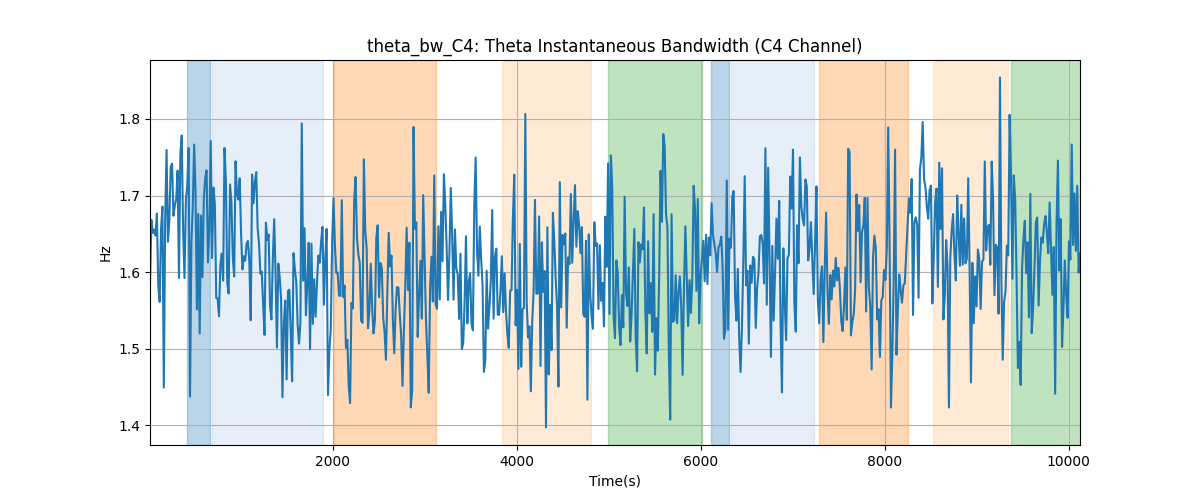 theta_bw_C4: Theta Instantaneous Bandwidth (C4 Channel)
1.8
1.7
1.6
1.5
1.4
Hz
2000 4000 6000 8000 10000
Time(s)